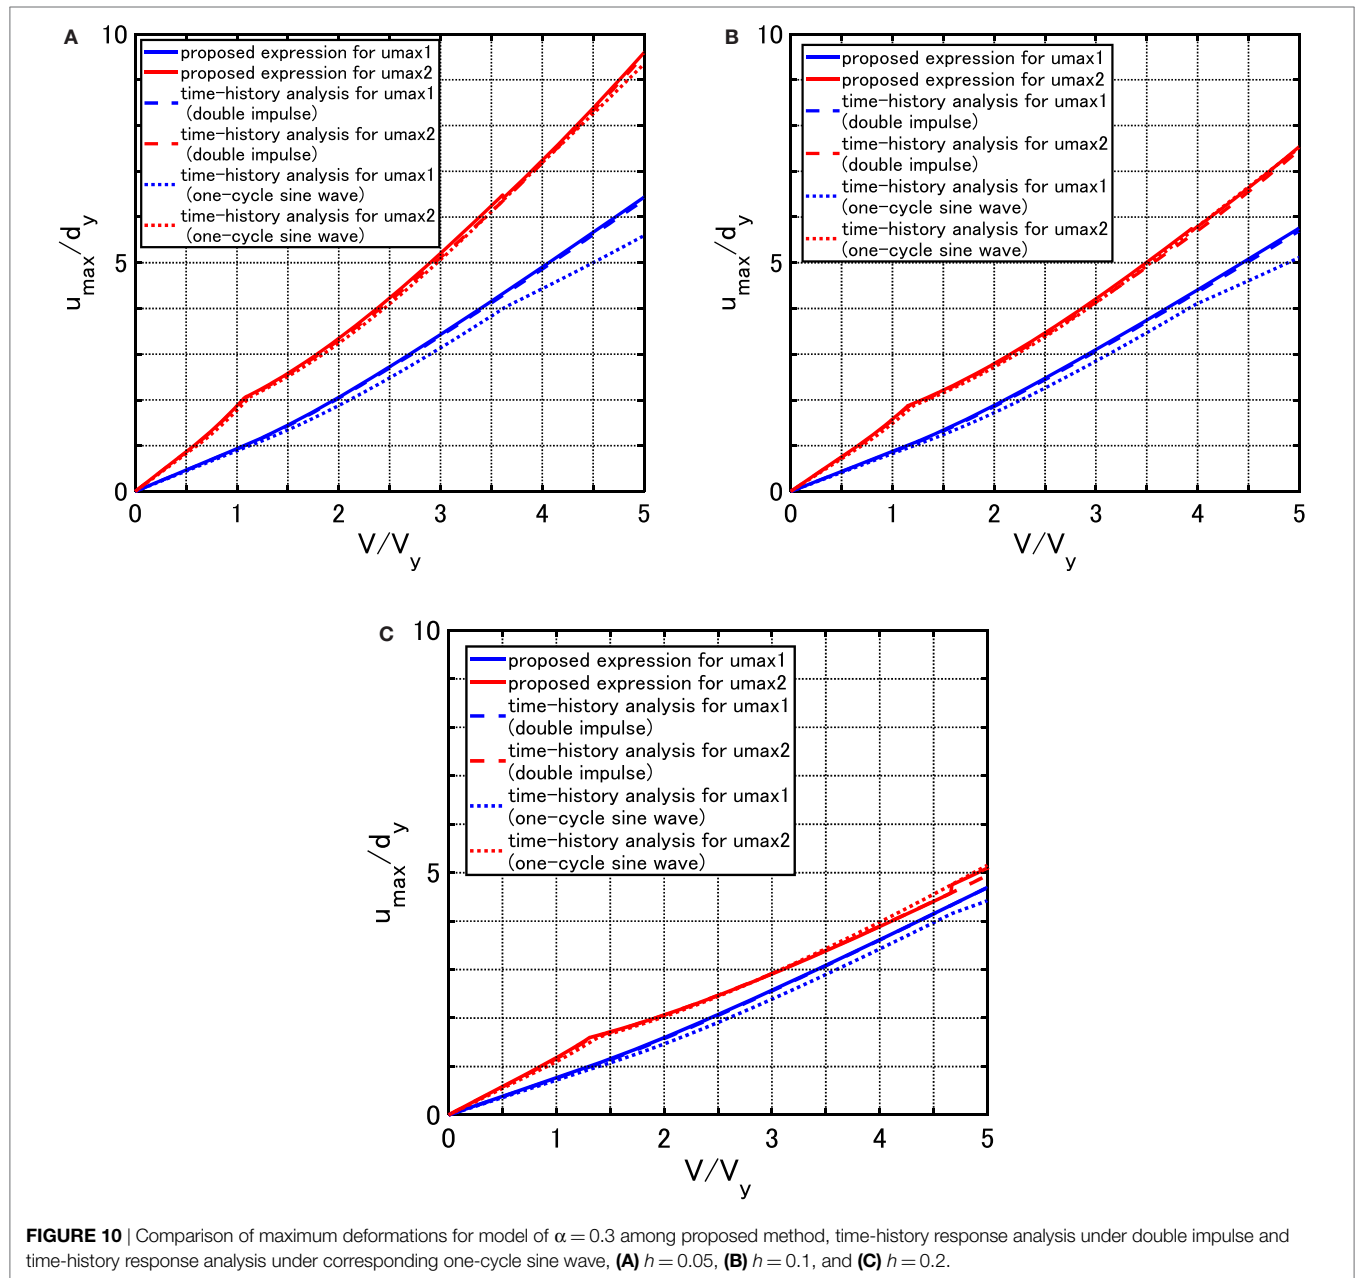 A
10
5
0
u_max/d_y
proposed expression for umax1
proposed expression for umax2
time-history analysis for umax1
(double impulse)
time-history analysis for umax2
(double impulse)
time-history analysis for umax1
(one-cycle sine wave)
time-history analysis for umax2
(one-cycle sine wave)
0 1 2 3 4 5
V/V_y
B
10
5
0
u_max/d_y
proposed expression for umax1
proposed expression for umax2
time-history analysis for umax1
(double impulse)
time-history analysis for umax2
(double impulse)
time-history analysis for umax1
(one-cycle sine wave)
time-history analysis for umax2
(one-cycle sine wave)
0 1 2 3 4 5
V/V_y
C
10
5
0
u_max/d_y
proposed expression for umax1
proposed expression for umax2
time-history analysis for umax1
(double impulse)
time-history analysis for umax2
(double impulse)
time-history analysis for umax1
(one-cycle sine wave)
time-history analysis for umax2
(one-cycle sine wave)
0 1 2 3 4 5
V/V_y
FIGURE 10 | Comparison of maximum deformations for model of α = 0.3 among proposed method, time-history response analysis under double impulse and
time-history response analysis under corresponding one-cycle sine wave, (A) h = 0.05, (B) h = 0.1, and (C) h = 0.2.